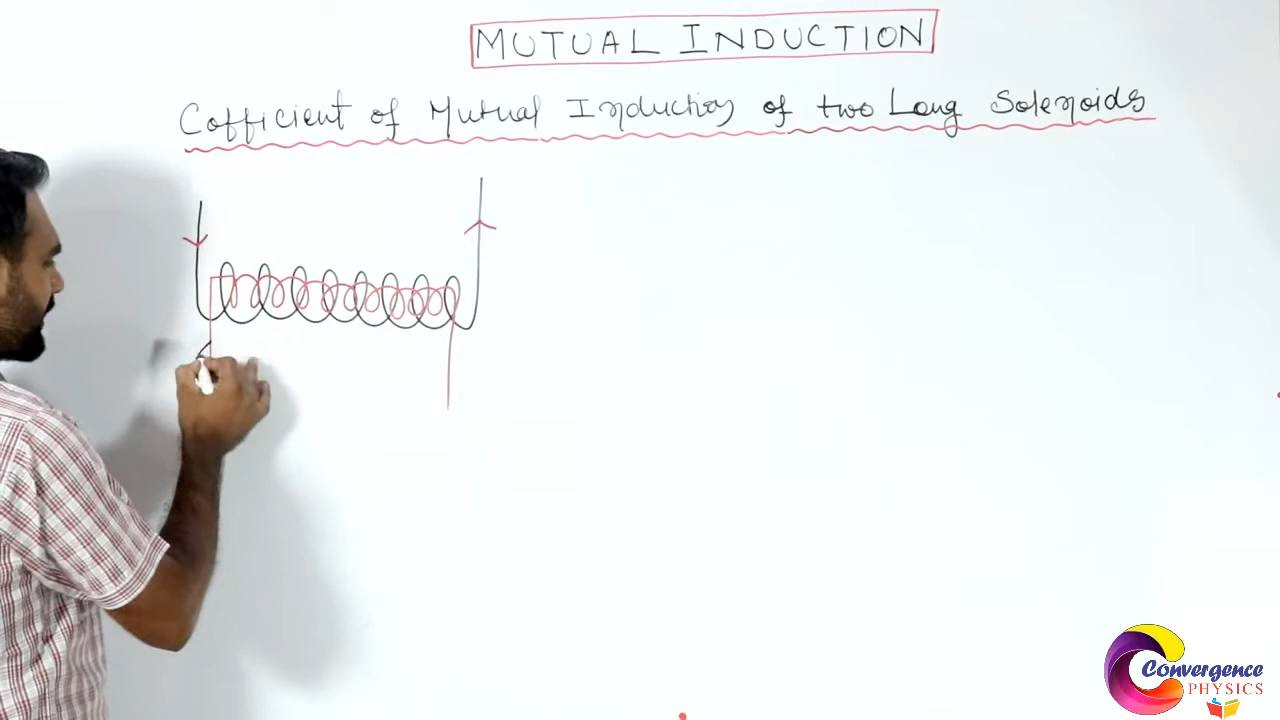 MUTUAL INDUCTION
Cofficient of Mutual Induction of two Long Solenoids
Convergence
PHYSICS